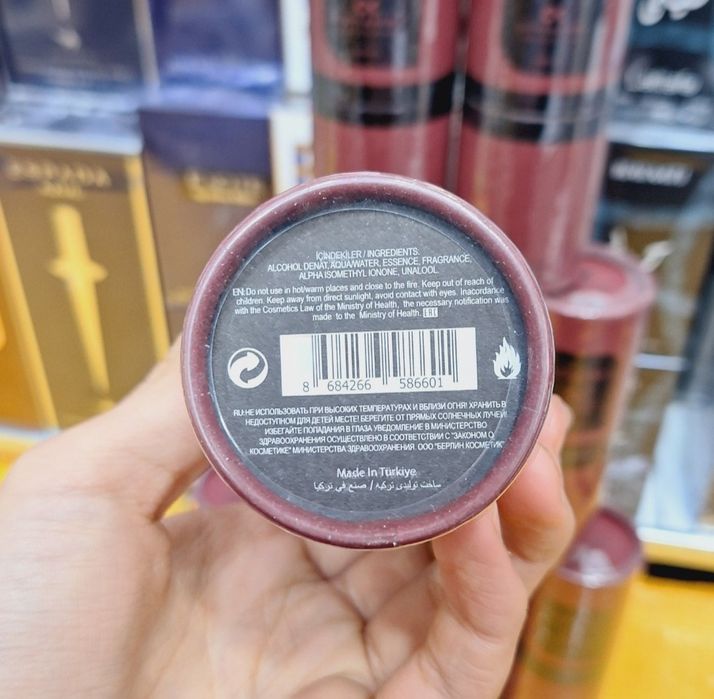 İÇİNDEKİLER / INGREDIENTS.
ALCOHOL DENAT, AQUA/WATER, ESSENCE, FRAGRANCE,
ALPHA ISOMETHYL IONONE, LINALOOL.
EN:Do not use in hot/warm places and close to the fire. Keep out of reach of
children. Keep away from direct sunlight, avoid contact with eyes. Inaccordance
with the Cosmetics Law of the Ministry of Health, the necessary notification was
made to the Ministry of Health. EAC
8 684266 586601
RU:НЕ ИСПОЛЬЗОВАТЬ ПРИ ВЫСОКИХ ТЕМПЕРАТУРАХ И ВБЛИЗИ ОГНЯ! ХРАНИТЬ В
НЕДОСТУПНОМ ДЛЯ ДЕТЕЙ МЕСТЕ! БЕРЕГИТЕ ОТ ПРЯМЫХ СОЛНЕЧНЫХ ЛУЧЕЙ!
ИЗБЕГАЙТЕ ПОПАДАНИЯ В ГЛАЗА УВЕДОМЛЕНИЕ В МИНИСТЕРСТВО
ЗДРАВООХРАНЕНИЯ ОСУЩЕСТВЛЕНО В СООТВЕТСТВИИ С "ЗАКОНОМ О
КОСМЕТИКЕ" МИНИСТЕРСТВА ЗДРАВООХРАНЕНИЯ. ООО "БЕРЛИН КОСМЕТИК"
Made In Türkiye
ساخت تولیدی ترکیه / صنع في تركيا